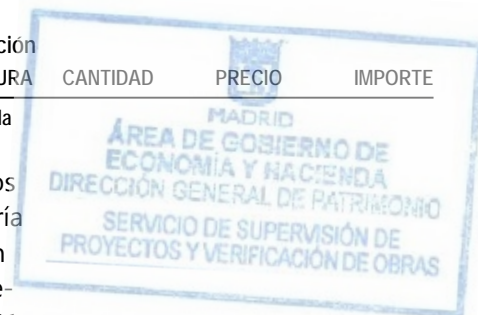 ción
URA CANTIDAD PRECIO IMPORTE
la
MADRID
ÁREA DE GOBIERNO DE
ECONOMÍA Y HACIENDA
os
DIRECCIÓN GENERAL DE PATRIMONIO
ría
SERVICIO DE SUPERVISIÓN DE
n
PROYECTOS Y VERIFICACIÓN DE OBRAS
e-